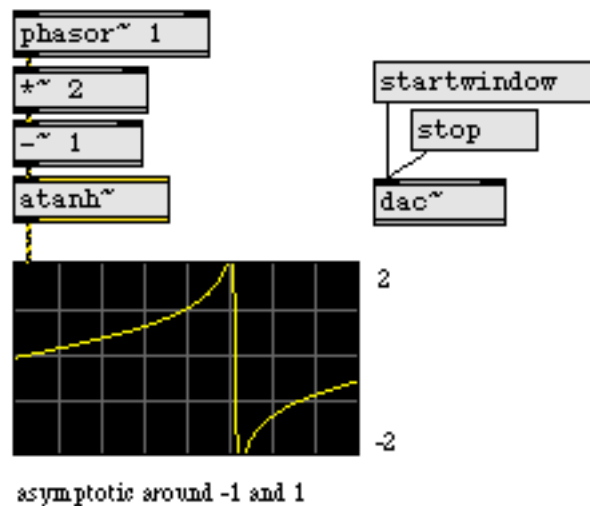 phasor~ 1
*~ 2
-~ 1
atanh~
startwindow
stop
dac~
2
-2
asymptotic around -1 and 1